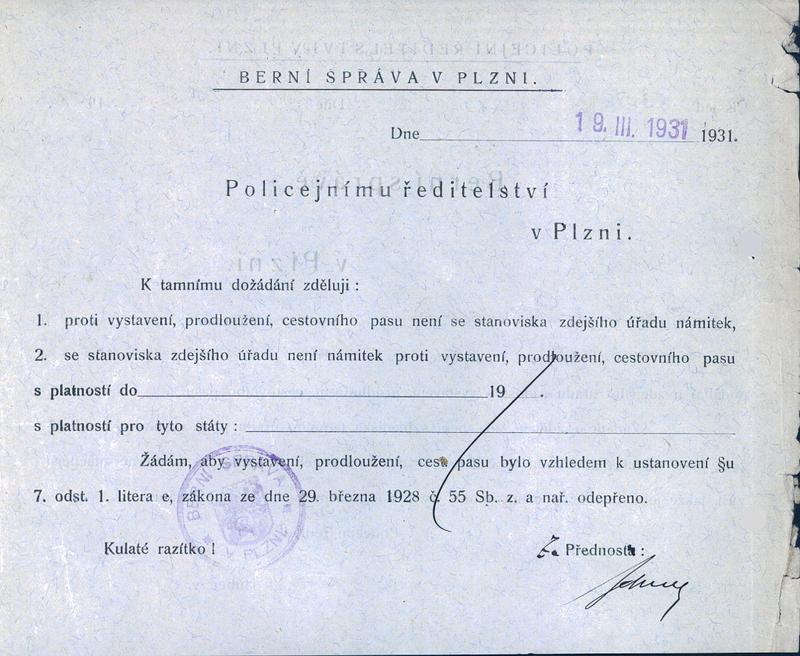 BERNÍ SPRÁVA V PLZNI.
Dne 19. III. 1931 1931.
Policejnímu ředitelství
v Plzni.
K tamnímu dožádání zděluji :
1. proti vystavení, prodloužení, cestovního pasu není se stanoviska zdejšího úřadu námitek,
2. se stanoviska zdejšího úřadu není námitek proti vystavení, prodloužení, cestovního pasu
s platností do 19 .
s platností pro tyto státy :
Žádám, aby vystavení, prodloužení, cest. pasu bylo vzhledem k ustanovení §u
7. odst. 1. litera e, zákona ze dne 29. března 1928 č. 55 Sb. z. a nař. odepřeno.
BERNÍ SPRÁVA
V PLZNI
Kulaté razítko !
Z. Přednosta :